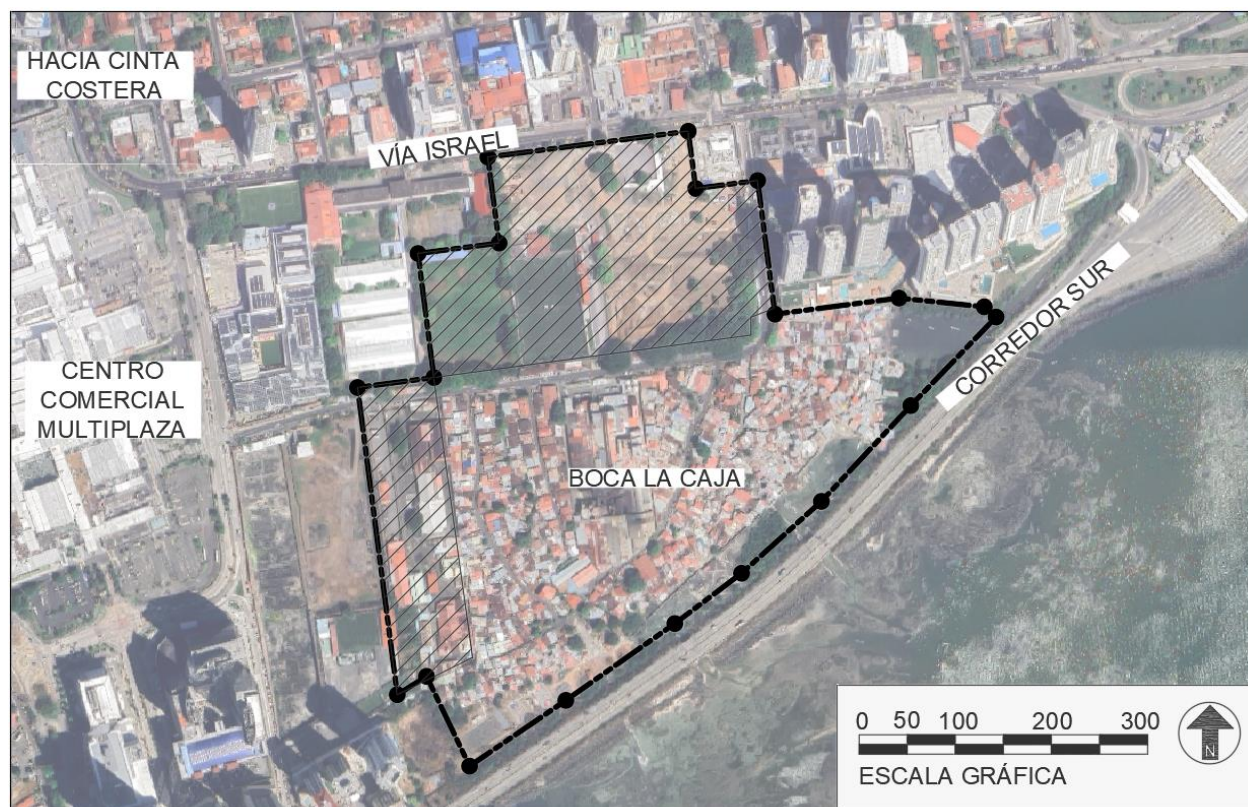 HACIA CINTA
COSTERA
VÍA ISRAEL
CENTRO
COMERCIAL
MULTIPLAZA
CORREDOR SUR
BOCA LA CAJA
0 50 100 200 300
ESCALA GRÁFICA
N